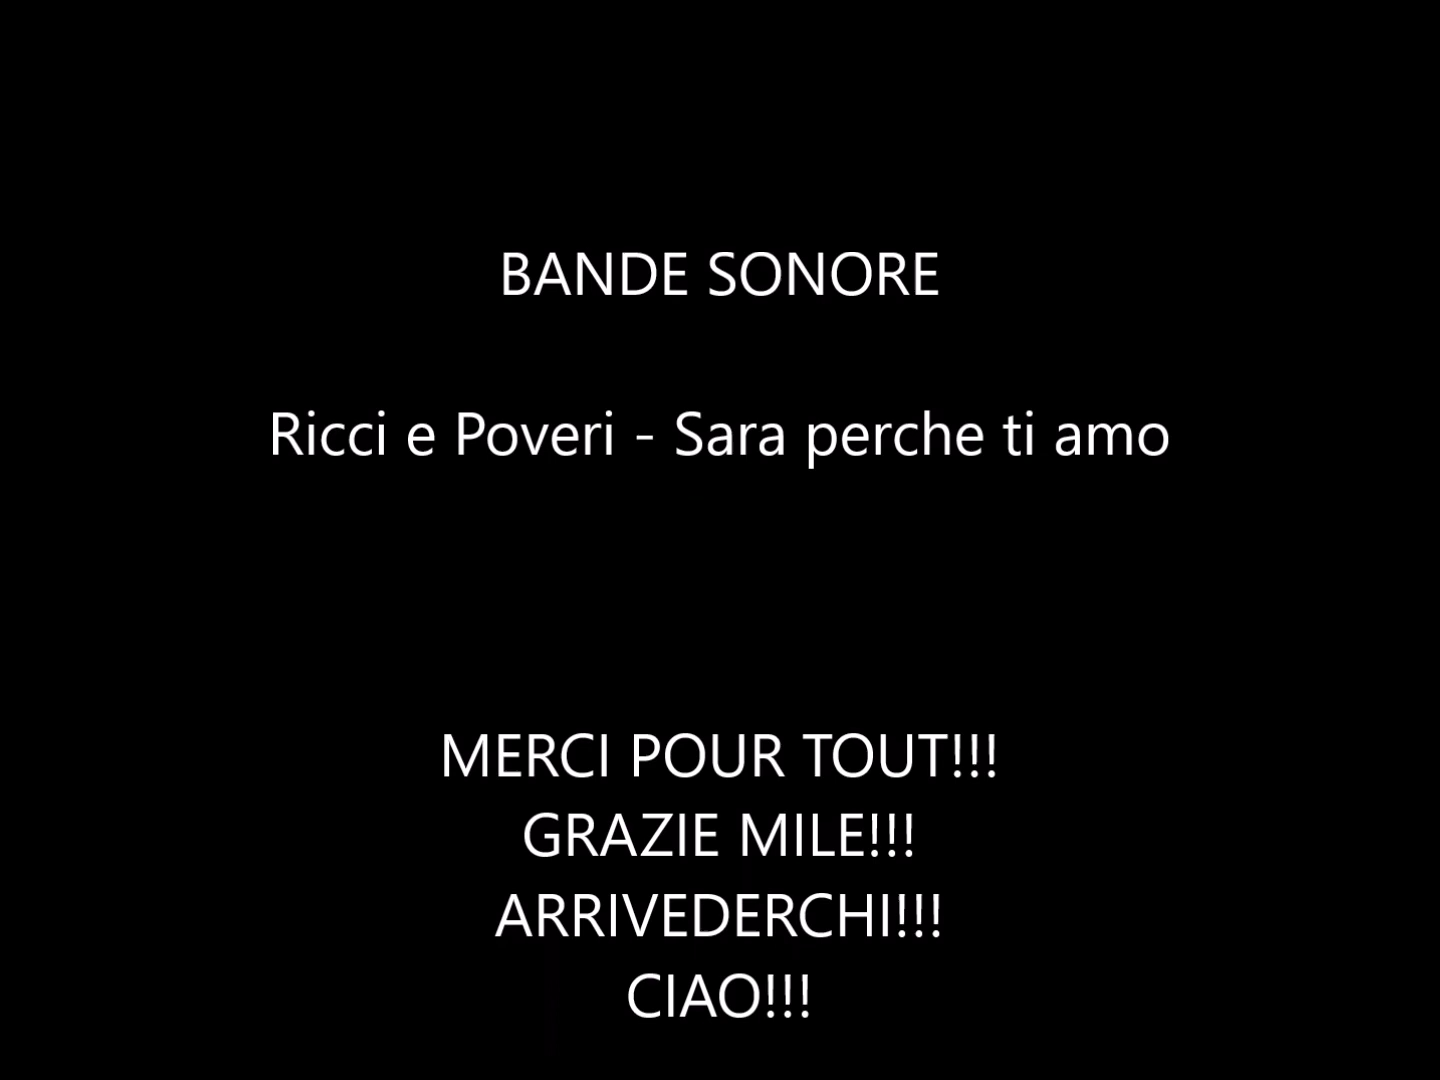 BANDE SONORE
Ricci e Poveri - Sara perche ti amo
MERCI POUR TOUT!!!
GRAZIE MILE!!!
ARRIVEDERCHI!!!
CIAO!!!